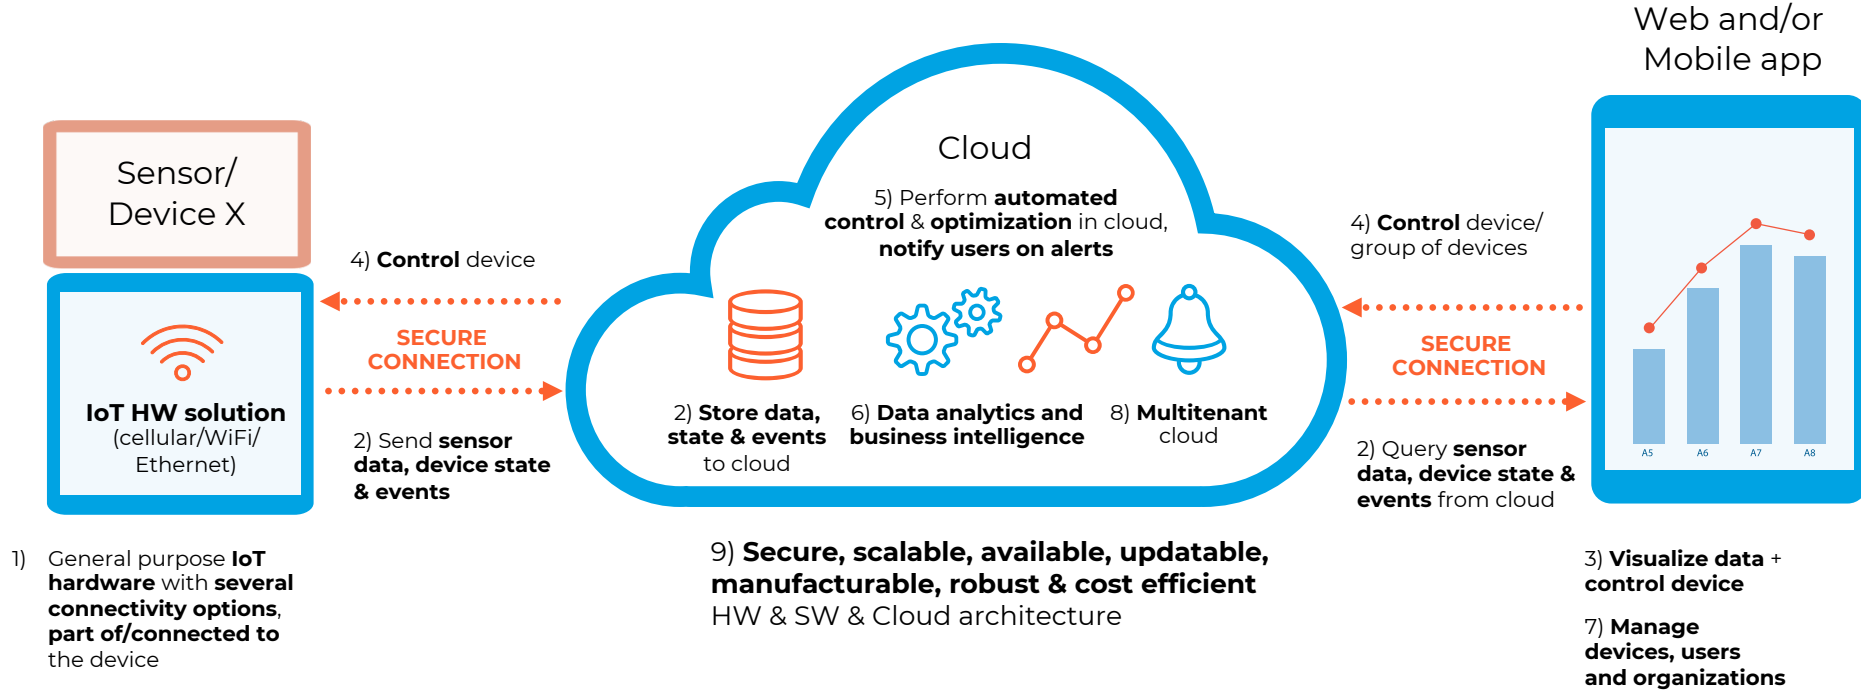 Web and/or
Mobile app
Sensor/
Device X
IoT HW solution
(cellular/WiFi/
Ethernet)
1) General purpose IoT
hardware with several
connectivity options,
part of/connected to
the device
4) Control device
SECURE
CONNECTION
2) Send sensor
data, device state
& events
Cloud
5) Perform automated
control & optimization in cloud,
notify users on alerts
2) Store data,
state & events
to cloud
6) Data analytics and
business intelligence
8) Multitenant
cloud
9) Secure, scalable, available, updatable,
manufacturable, robust & cost efficient
HW & SW & Cloud architecture
4) Control device/
group of devices
SECURE
CONNECTION
2) Query sensor
data, device state &
events from cloud
A5 A6 A7 A8
3) Visualize data +
control device
7) Manage
devices, users
and organizations